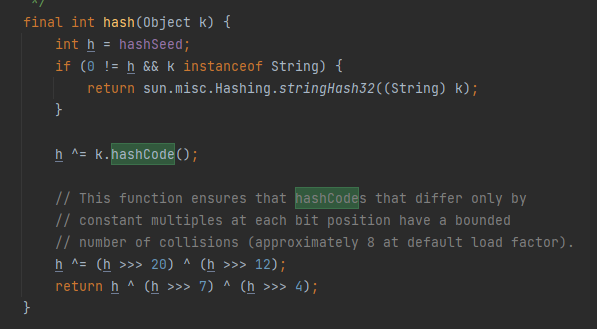 */
final int hash(Object k) {
    int h = hashSeed;
    if (0 != h && k instanceof String) {
        return sun.misc.Hashing.stringHash32((String) k);
    }

    h ^= k.hashCode();

    // This function ensures that hashCodes that differ only by
    // constant multiples at each bit position have a bounded
    // number of collisions (approximately 8 at default load factor).
    h ^= (h >>> 20) ^ (h >>> 12);
    return h ^ (h >>> 7) ^ (h >>> 4);
}